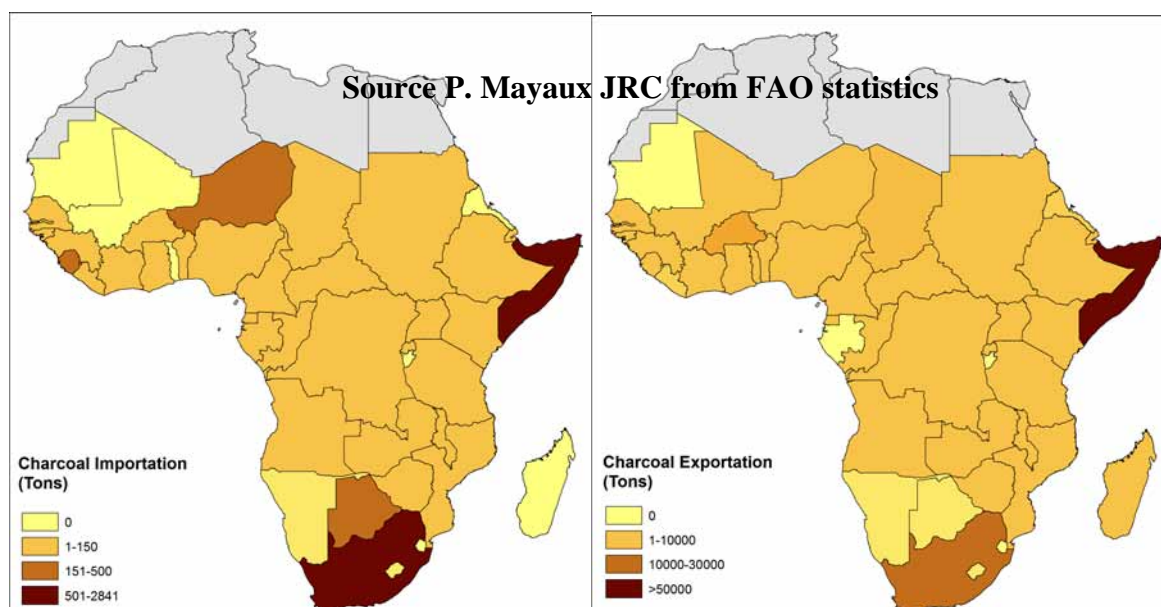 Source P. Mayaux JRC from FAO statistics
Charcoal Importation
(Tons)
0
1-150
151-500
501-2841
Charcoal Exportation
(Tons)
0
1-10000
10000-30000
>50000